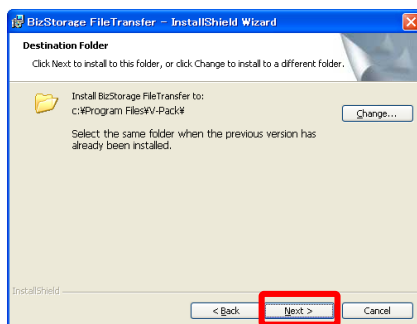 BizStorage FileTransfer - InstallShield Wizard
Destination Folder
Click Next to install to this folder, or click Change to install to a different folder.
Install BizStorage FileTransfer to:
c:¥Program Files¥V-Pack¥
Change...
Select the same folder when the previous version has
already been installed.
InstallShield
< Back Next > Cancel